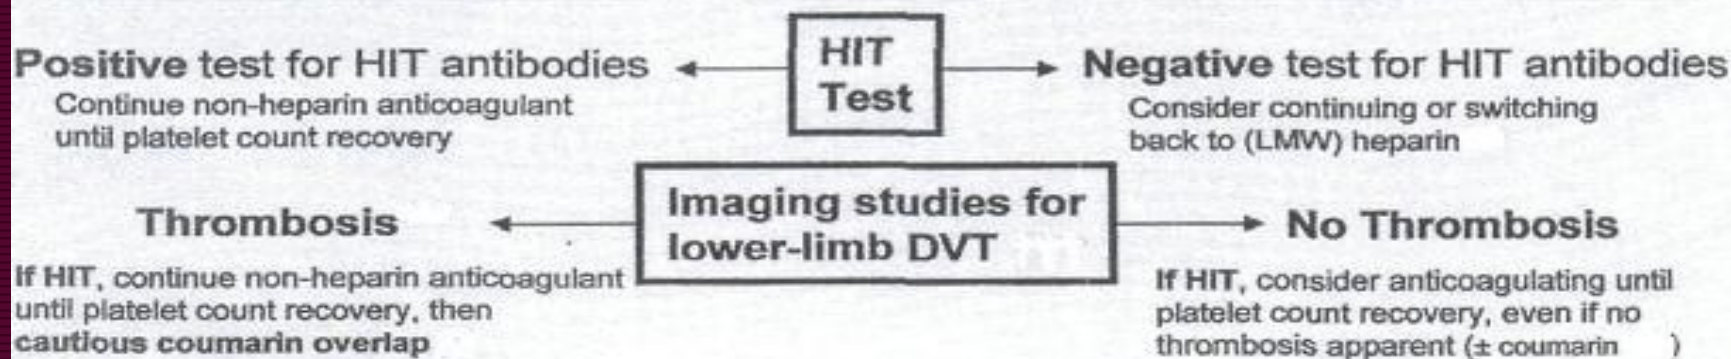 HIT
Test
Positive test for HIT antibodies
Continue non-heparin anticoagulant
until platelet count recovery
Negative test for HIT antibodies
Consider continuing or switching
back to (LMW) heparin
Imaging studies for
lower-limb DVT
Thrombosis
If HIT, continue non-heparin anticoagulant
until platelet count recovery, then
cautious coumarin overlap
No Thrombosis
If HIT, consider anticoagulating until
platelet count recovery, even if no
thrombosis apparent (± coumarin )